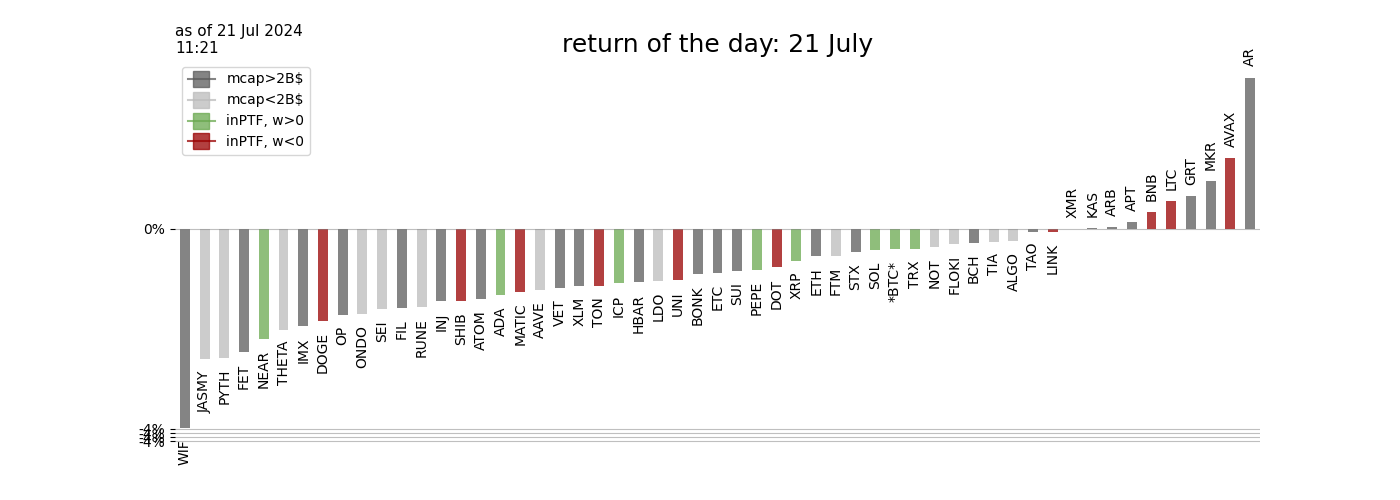 as of 21 Jul 2024
11:21
return of the day: 21 July
mcap>2B$
mcap<2B$
inPTF, w>0
inPTF, w<0
0%
-4%
-4%
WIF
JASMY
PYTH
FET
NEAR
THETA
IMX
DOGE
OP
ONDO
SEI
FIL
RUNE
INJ
SHIB
ATOM
ADA
MATIC
AAVE
VET
XLM
TON
ICP
HBAR
LDO
UNI
BONK
ETC
SUI
PEPE
DOT
XRP
ETH
FTM
STX
SOL
*BTC*
TRX
NOT
FLOKI
BCH
TIA
ALGO
TAO
LINK
XMR
KAS
ARB
APT
BNB
LTC
GRT
MKR
AVAX
AR